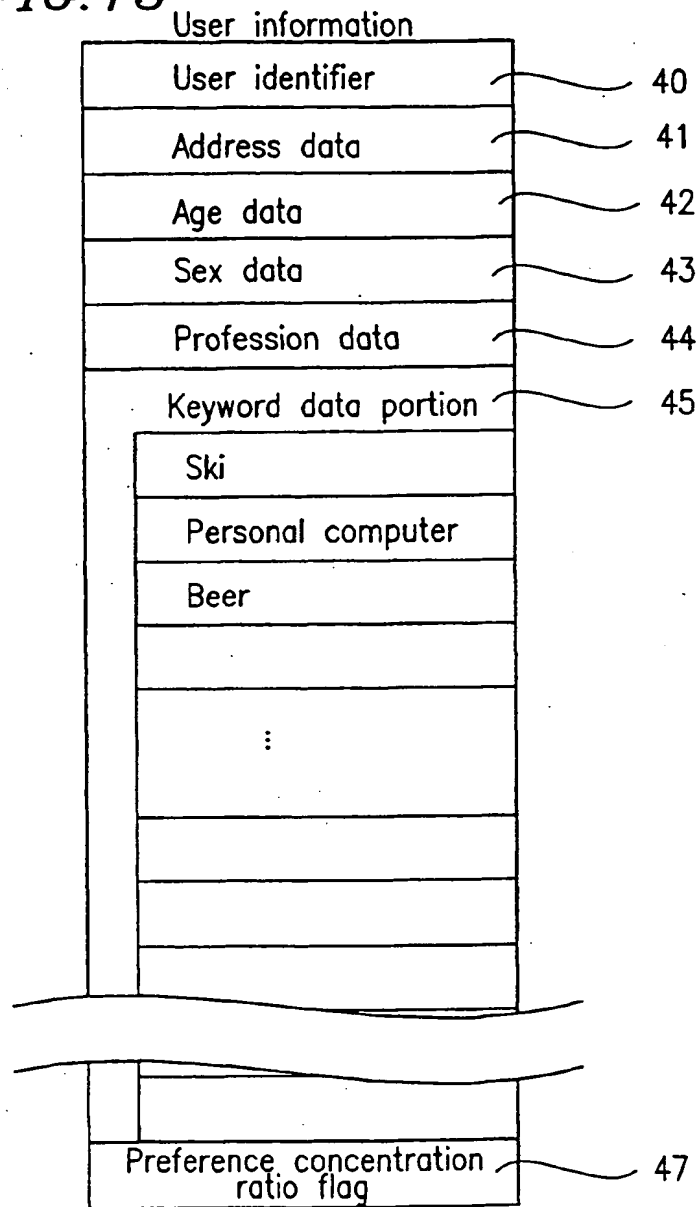 User information
User identifier 40
Address data 41
Age data 42
Sex data 43
Profession data 44
Keyword data portion 45
Ski
Personal computer
Beer
⋮
Preference concentration 47
ratio flag